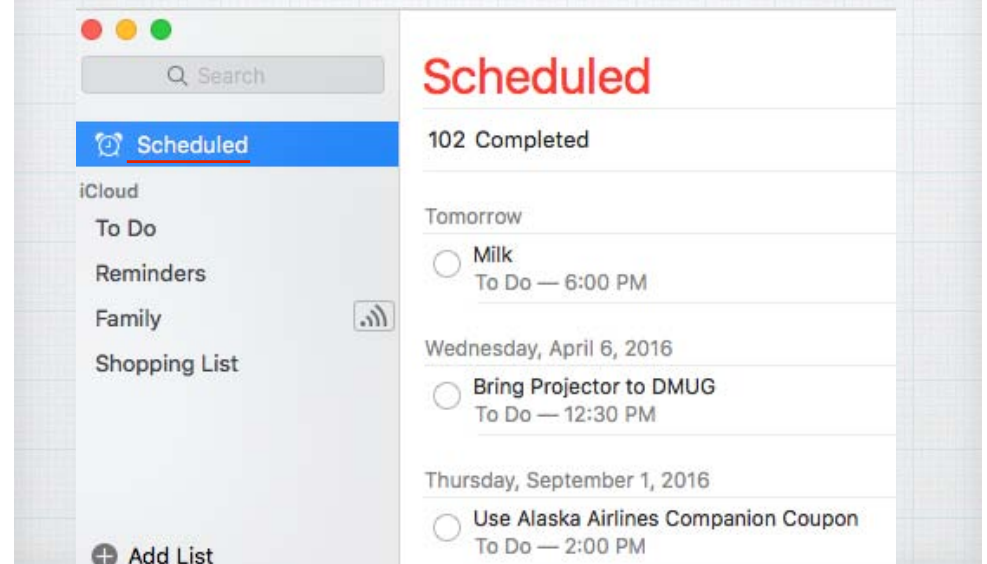 Search
Scheduled
iCloud
To Do
Reminders
Family
Shopping List
Add List
Scheduled
102 Completed
Tomorrow
Milk
To Do — 6:00 PM
Wednesday, April 6, 2016
Bring Projector to DMUG
To Do — 12:30 PM
Thursday, September 1, 2016
Use Alaska Airlines Companion Coupon
To Do — 2:00 PM